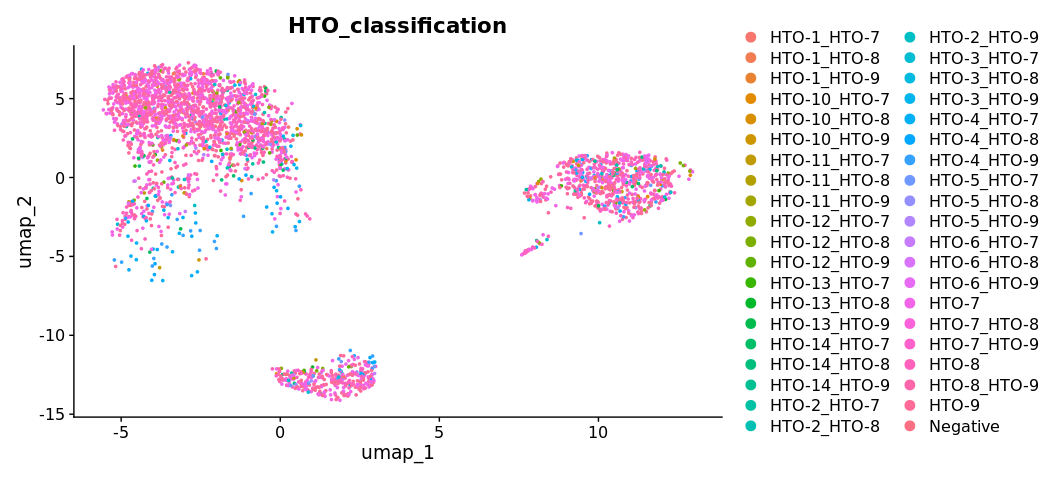 HTO_classification
umap_2
5
0
-5
-10
-15
-5
0
5
10
umap_1
HTO-1_HTO-7
HTO-1_HTO-8
HTO-1_HTO-9
HTO-10_HTO-7
HTO-10_HTO-8
HTO-10_HTO-9
HTO-11_HTO-7
HTO-11_HTO-8
HTO-11_HTO-9
HTO-12_HTO-7
HTO-12_HTO-8
HTO-12_HTO-9
HTO-13_HTO-7
HTO-13_HTO-8
HTO-13_HTO-9
HTO-14_HTO-7
HTO-14_HTO-8
HTO-14_HTO-9
HTO-2_HTO-7
HTO-2_HTO-8
HTO-2_HTO-9
HTO-3_HTO-7
HTO-3_HTO-8
HTO-3_HTO-9
HTO-4_HTO-7
HTO-4_HTO-8
HTO-4_HTO-9
HTO-5_HTO-7
HTO-5_HTO-8
HTO-5_HTO-9
HTO-6_HTO-7
HTO-6_HTO-8
HTO-6_HTO-9
HTO-7
HTO-7_HTO-8
HTO-7_HTO-9
HTO-8
HTO-8_HTO-9
HTO-9
Negative